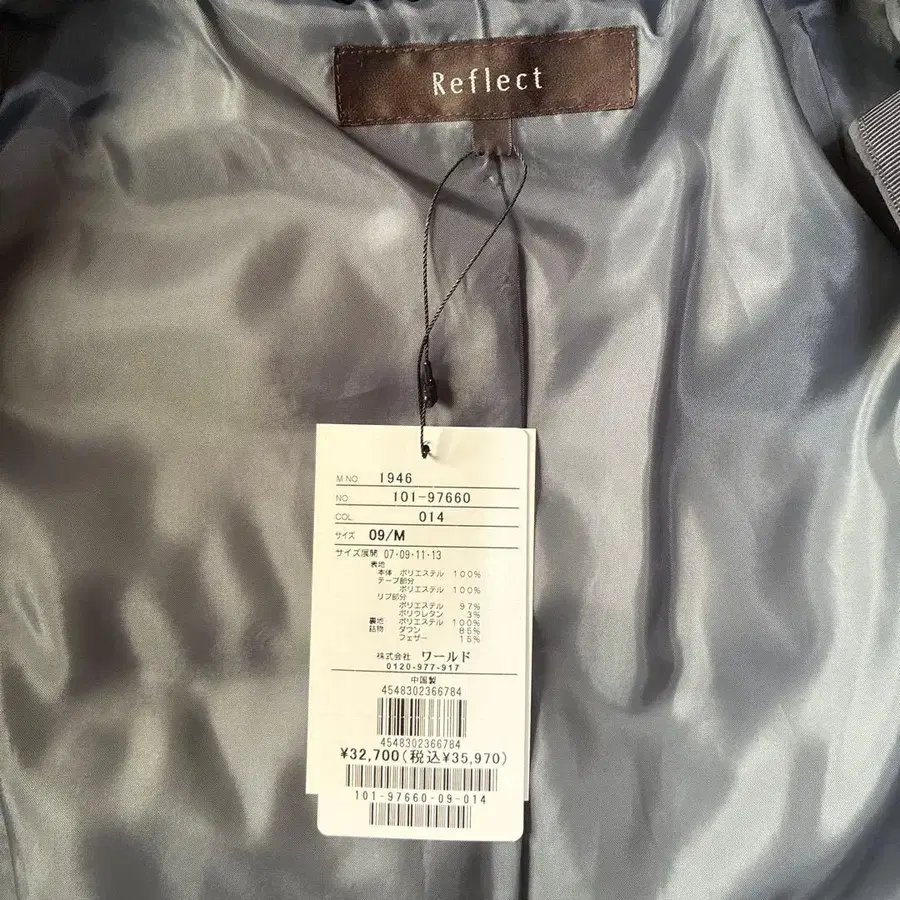 Reflect
M NO. 1946
NO. 101-97660
COL. 014
サイズ 09/M
サイズ展開 07・09・11・13
表地
本体 ポリエステル 100%
テープ部分
ポリエステル 100%
リブ部分
ポリエステル 97%
ポリウレタン 3%
裏地 ポリエステル 100%
詰物 ダウン 85%
フェザー 15%
株式会社 ワールド
0120-977-917
中国製
4548302366784
4548302366784
¥32,700(税込¥35,970)
101-97660-09-014